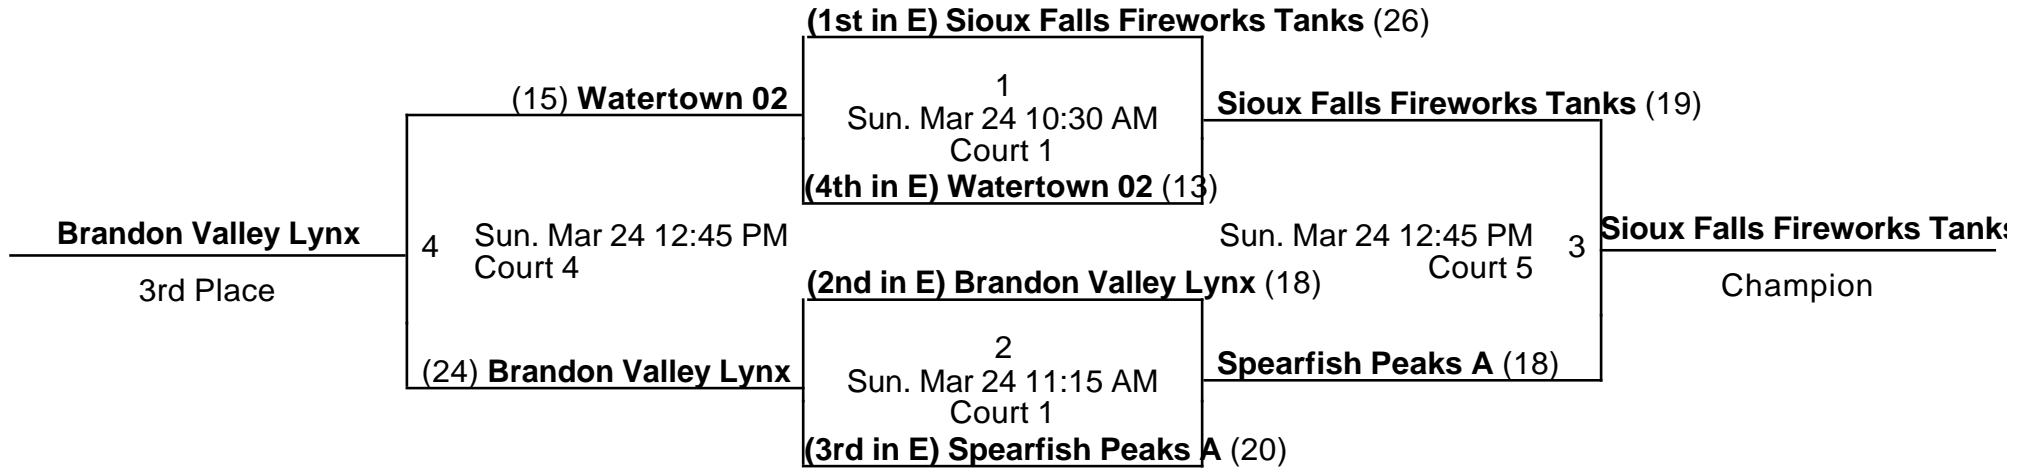 (1st in E) Sioux Falls Fireworks Tanks (26)
(15) Watertown 02
1
Sun. Mar 24 10:30 AM
Court 1
Sioux Falls Fireworks Tanks (19)
(4th in E) Watertown 02 (13)
Brandon Valley Lynx
3rd Place
4
Sun. Mar 24 12:45 PM
Court 4
Sun. Mar 24 12:45 PM
Court 5
3
Sioux Falls Fireworks Tanks
Champion
(2nd in E) Brandon Valley Lynx (18)
(24) Brandon Valley Lynx
2
Sun. Mar 24 11:15 AM
Court 1
Spearfish Peaks A (18)
(3rd in E) Spearfish Peaks A (20)